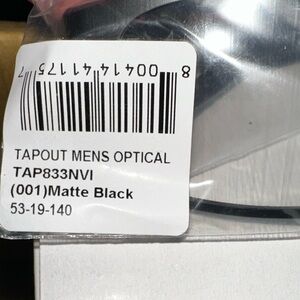 8 00414 41175 7
TAPOUT MENS OPTICAL
TAP833NVI
(001)Matte Black
53-19-140